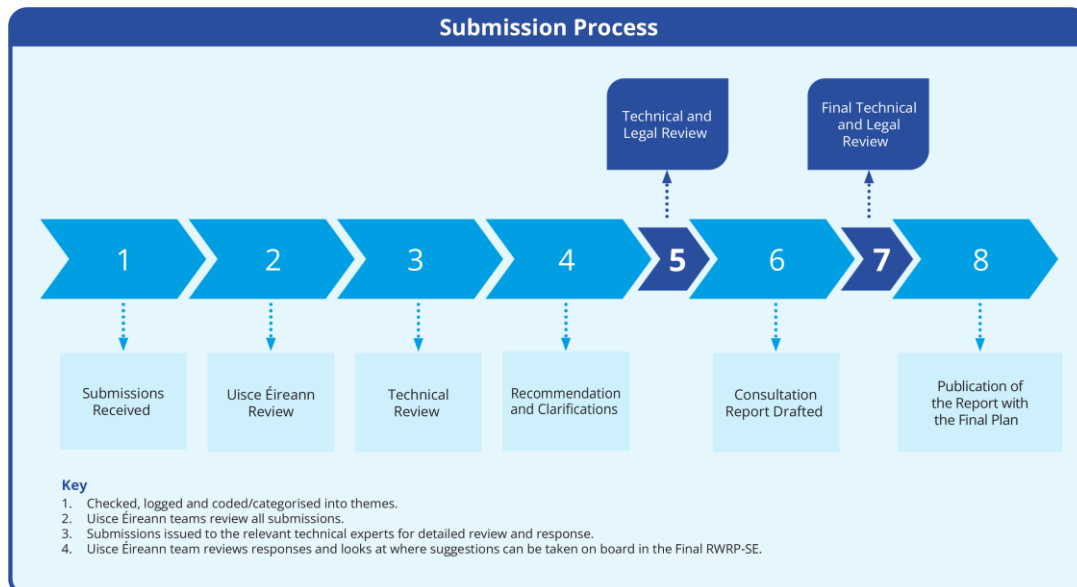 Submission Process
Technical and
Legal Review
Final Technical
and Legal
Review
1
2
3
4
5
6
7
8
Submissions
Received
Uisce Éireann
Review
Technical
Review
Recommendation
and Clarifications
Consultation
Report Drafted
Publication of
the Report with
the Final Plan
Key
1. Checked, logged and coded/categorised into themes.
2. Uisce Éireann teams review all submissions.
3. Submissions issued to the relevant technical experts for detailed review and response.
4. Uisce Éireann team reviews responses and looks at where suggestions can be taken on board in the Final RWRP-SE.